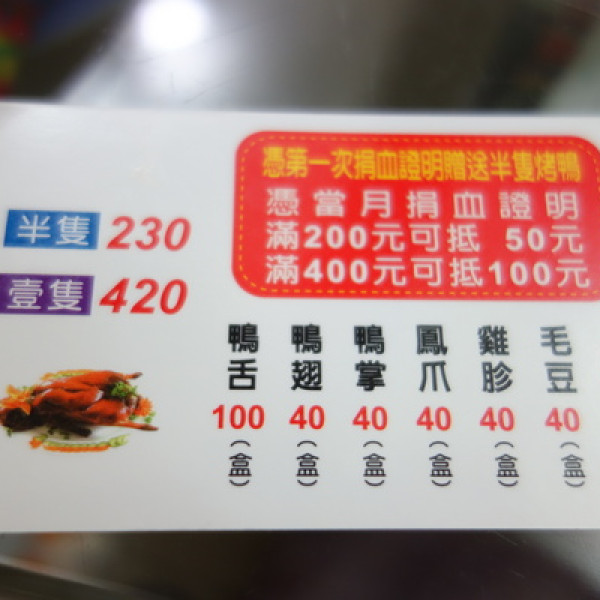 憑第一次捐血證明贈送半隻烤鴨
憑當月捐血證明
滿200元可抵 50元
滿400元可抵100元
半隻 230
壹隻 420
鴨舌 100(盒)
鴨翅 40(盒)
鴨掌 40(盒)
鳳爪 40(盒)
雞胗 40(盒)
毛豆 40(盒)